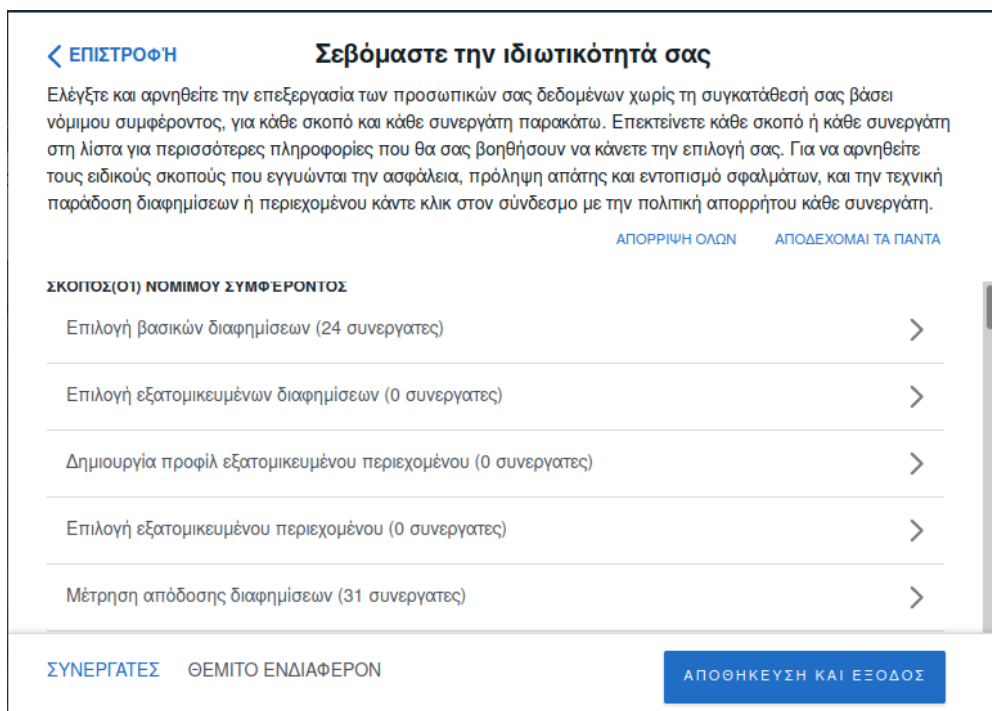 ΕΠΙΣΤΡΟΦΉ
Σεβόμαστε την ιδιωτικότητά σας
Ελέγξτε και αρνηθείτε την επεξεργασία των προσωπικών σας δεδομένων χωρίς τη συγκατάθεσή σας βάσει
νόμιμου συμφέροντος, για κάθε σκοπό και κάθε συνεργάτη παρακάτω. Επεκτείνετε κάθε σκοπό ή κάθε συνεργάτη
στη λίστα για περισσότερες πληροφορίες που θα σας βοηθήσουν να κάνετε την επιλογή σας. Για να αρνηθείτε
τους ειδικούς σκοπούς που εγγυώνται την ασφάλεια, πρόληψη απάτης και εντοπισμό σφαλμάτων, και την τεχνική
παράδοση διαφημίσεων ή περιεχομένου κάντε κλικ στον σύνδεσμο με την πολιτική απορρήτου κάθε συνεργάτη.
ΑΠΟΡΡΙΨΗ ΟΛΩΝ ΑΠΟΔΕΧΟΜΑΙ ΤΑ ΠΑΝΤΑ
ΣΚΟΠΌΣ(ΟΊ) ΝΌΜΙΜΟΥ ΣΥΜΦΈΡΟΝΤΟΣ
Επιλογή βασικών διαφημίσεων (24 συνεργατες)
Επιλογή εξατομικευμένων διαφημίσεων (0 συνεργατες)
Δημιουργία προφίλ εξατομικευμένου περιεχομένου (0 συνεργατες)
Επιλογή εξατομικευμένου περιεχομένου (0 συνεργατες)
Μέτρηση απόδοσης διαφημίσεων (31 συνεργατες)
ΣΥΝΕΡΓΑΤΕΣ ΘΕΜΙΤΟ ΕΝΔΙΑΦΕΡΟΝ
ΑΠΟΘΗΚΕΥΣΗ ΚΑΙ ΕΞΟΔΟΣ